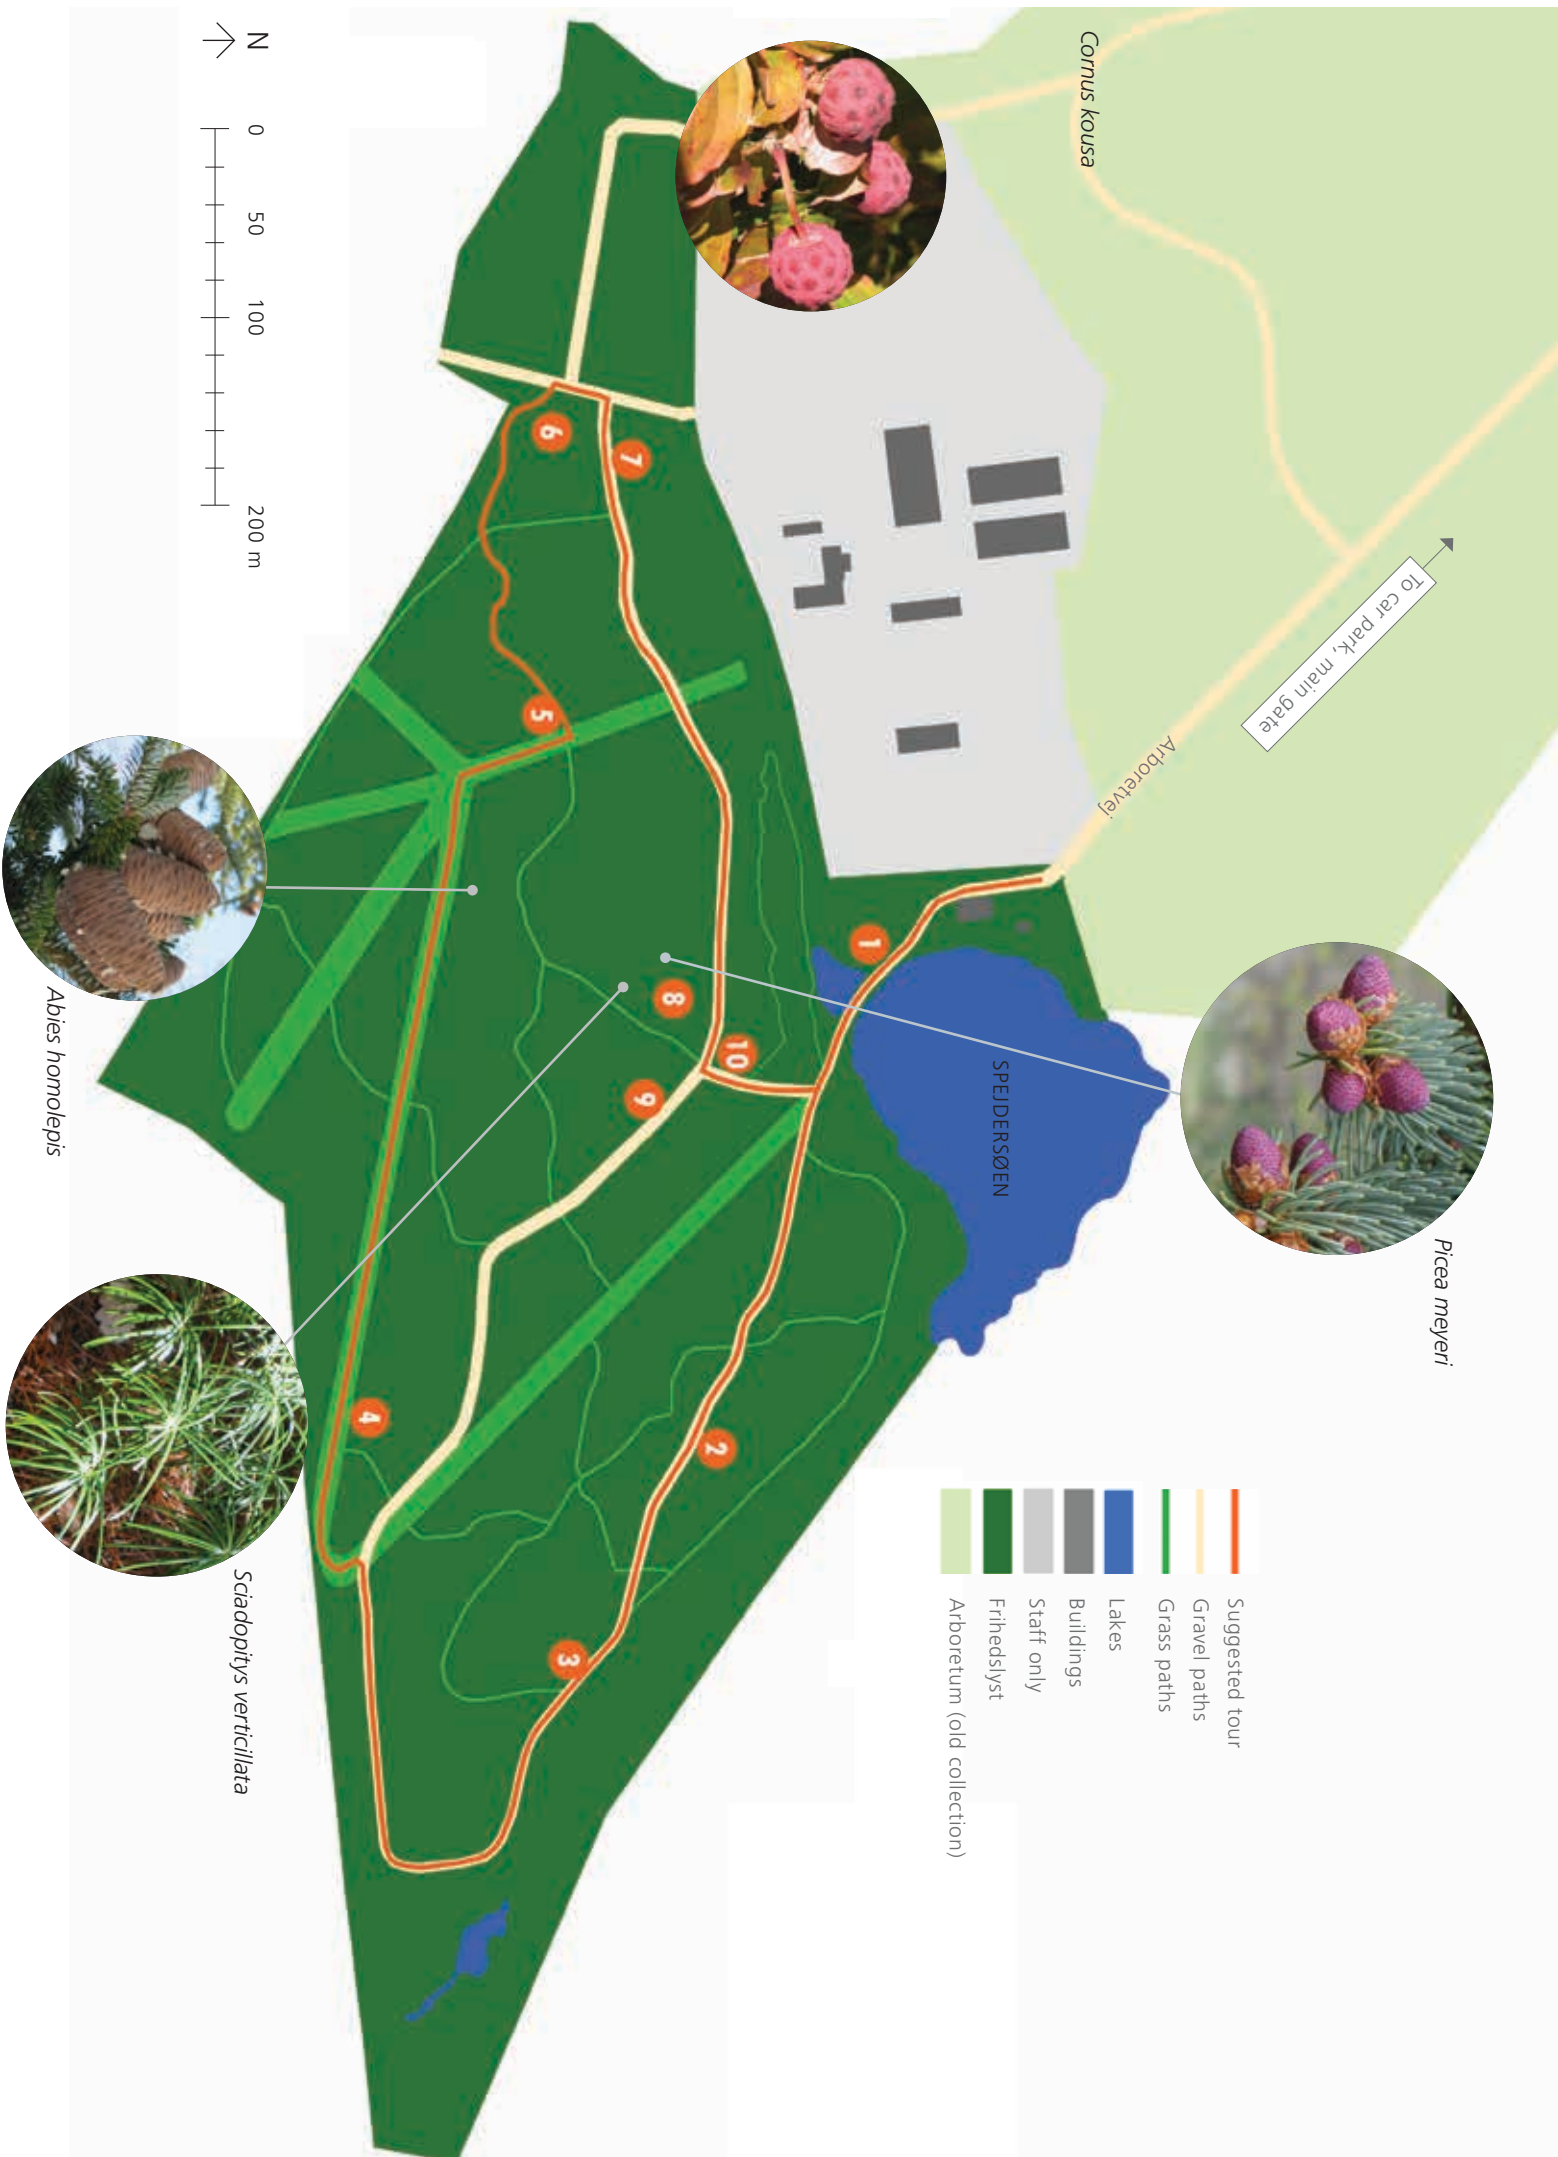 Cornus kousa
N
0 50 100 200 m
To car park, main gate
Arboretvej
SPEJDERSØEN
Picea meyeri
Abies homolepis
Sciadopitys verticillata
1
2
3
4
5
6
7
8
9
10
Suggested tour
Gravel paths
Grass paths
Lakes
Buildings
Staff only
Frihedslyst
Arboretum (old collection)